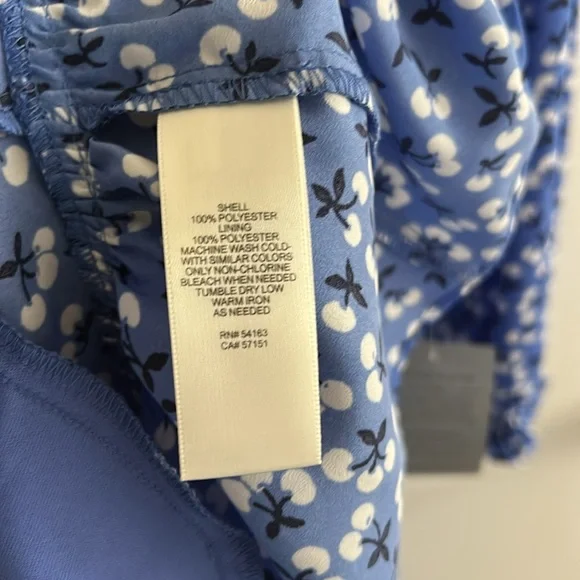 SHELL
100% POLYESTER
LINING
100% POLYESTER
MACHINE WASH COLD-
WITH SIMILAR COLORS
ONLY NON-CHLORINE
BLEACH WHEN NEEDED
TUMBLE DRY LOW
WARM IRON
AS NEEDED
RN# 54163
CA# 57151